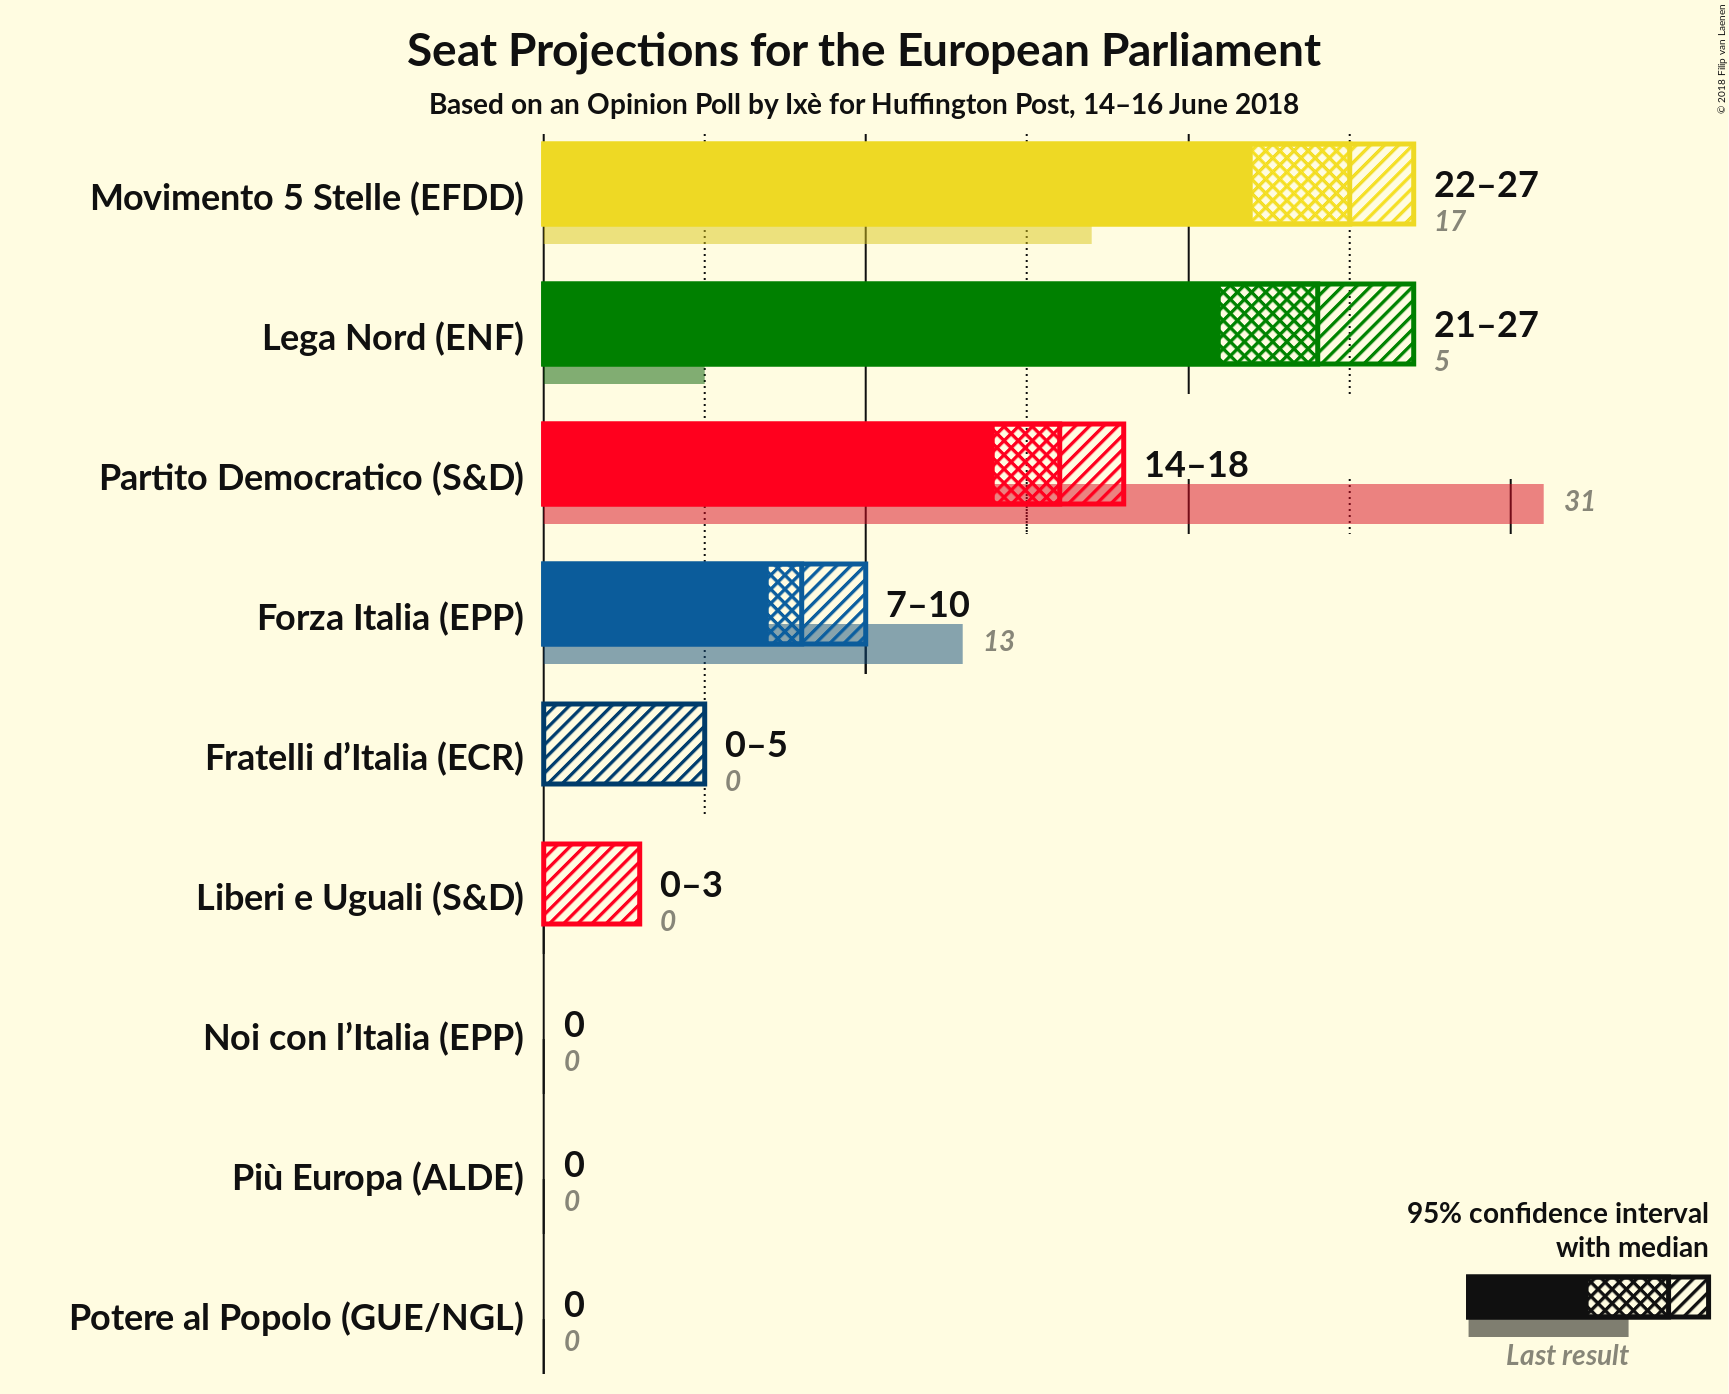 Seat Projections for the European Parliament
Based on an Opinion Poll by Ixè for Huffington Post, 14–16 June 2018
© 2018 Filip van Laenen
Movimento 5 Stelle (EFDD)
22–27
17
Lega Nord (ENF)
21–27
5
Partito Democratico (S&D)
14–18
31
Forza Italia (EPP)
7–10
13
Fratelli d’Italia (ECR)
0–5
0
Liberi e Uguali (S&D)
0–3
0
Noi con l’Italia (EPP)
0
0
Più Europa (ALDE)
0
0
Potere al Popolo (GUE/NGL)
0
0
95% confidence interval
with median
Last result